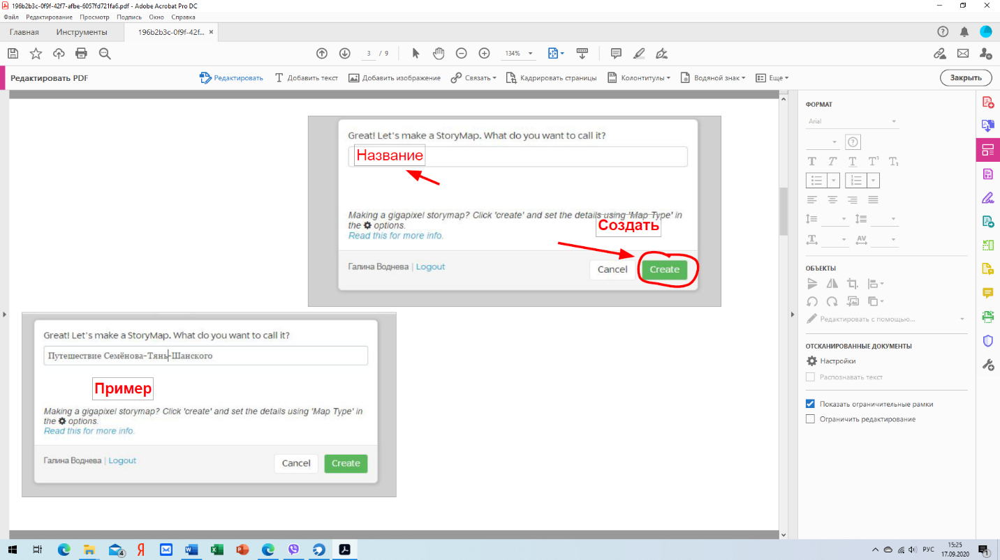 196b2b3c-0f9f-42f7-afbe-6057fd721fa6.pdf - Adobe Acrobat Pro DC
Файл Редактирование Просмотр Подпись Окно Справка
Главная Инструменты 196b2b3c-0f9f-42f... ×
3 / 9 134%
Редактировать PDF Редактировать Добавить текст Добавить изображение Связать Кадрировать страницы Колонтитулы Водяной знак Еще Закрыть
Great! Let's make a StoryMap. What do you want to call it?
Название
Making a gigapixel storymap? Click 'create' and set the details using 'Map Type' in
the options.
Создать
Read this for more info.
Галина Воднева | Logout Cancel Create
Great! Let's make a StoryMap. What do you want to call it?
Путешествие Семёнова-Тянь-Шанского
Пример
Making a gigapixel storymap? Click 'create' and set the details using 'Map Type' in
the options.
Read this for more info.
Галина Воднева | Logout Cancel Create
ФОРМАТ
Arial
ОБЪЕКТЫ
Редактировать с помощью...
ОТСКАНИРОВАННЫЕ ДОКУМЕНТЫ
Настройки
Распознавать текст
Показать ограничительные рамки
Ограничить редактирование
4 РУС 15:25
17.09.2020 1